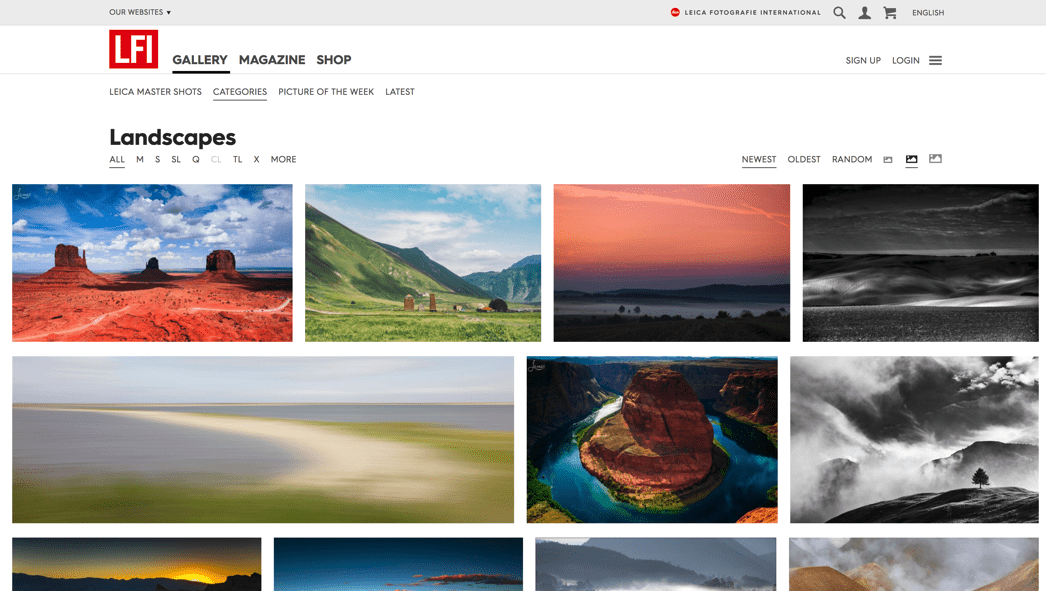 OUR WEBSITES ▼
Leica LEICA FOTOGRAFIE INTERNATIONAL
ENGLISH
LFI
GALLERY MAGAZINE SHOP
SIGN UP LOGIN
LEICA MASTER SHOTS CATEGORIES PICTURE OF THE WEEK LATEST
Landscapes
ALL M S SL Q CL TL X MORE
NEWEST OLDEST RANDOM